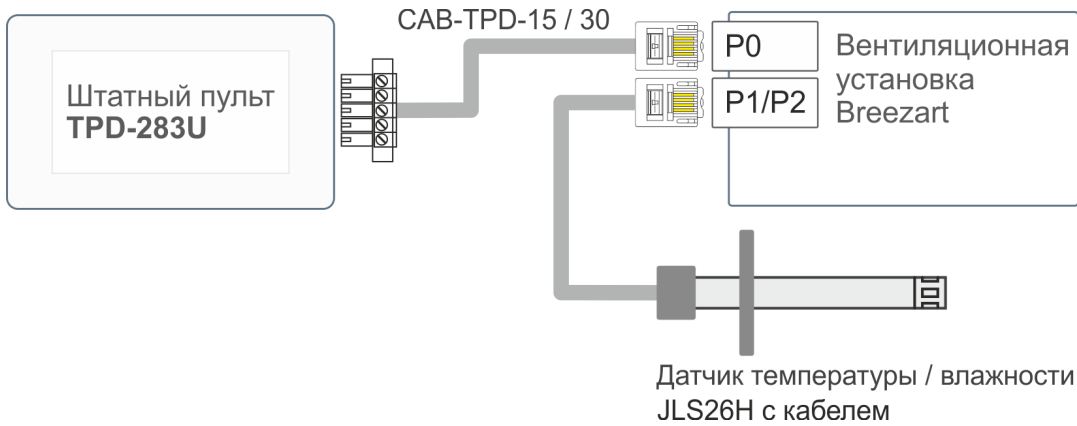 CAB-TPD-15 / 30
Штатный пульт
TPD-283U
P0
P1/P2
Вентиляционная
установка
Breezart
Датчик температуры / влажности
JLS26H с кабелем